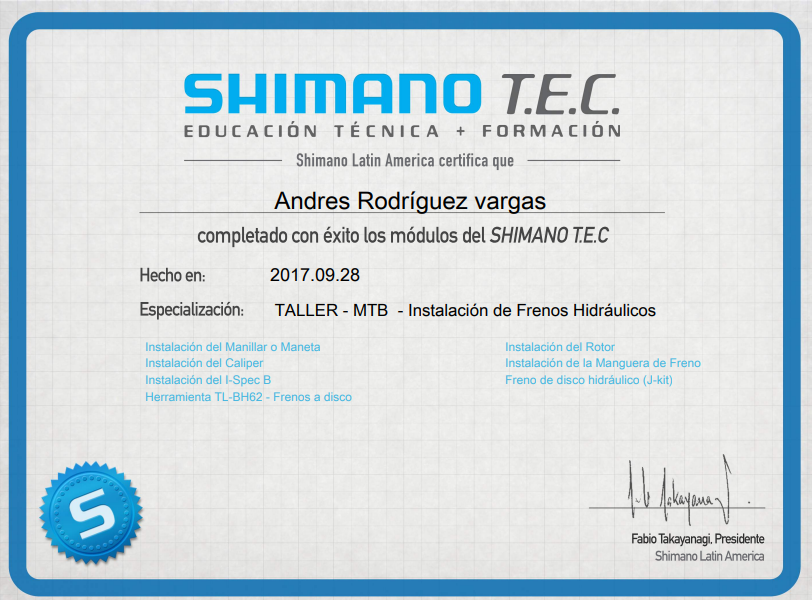 SHIMANO T.E.C.
EDUCACIÓN TÉCNICA + FORMACIÓN
Shimano Latin America certifica que
Andres Rodríguez vargas
completado con éxito los módulos del SHIMANO T.E.C
Hecho en: 2017.09.28
Especialización: TALLER - MTB - Instalación de Frenos Hidráulicos
Instalación del Manillar o Maneta
Instalación del Caliper
Instalación del I-Spec B
Herramienta TL-BH62 - Frenos a disco
Instalación del Rotor
Instalación de la Manguera de Freno
Freno de disco hidráulico (J-kit)
S
Fabio Takayanagi, Presidente
Shimano Latin America